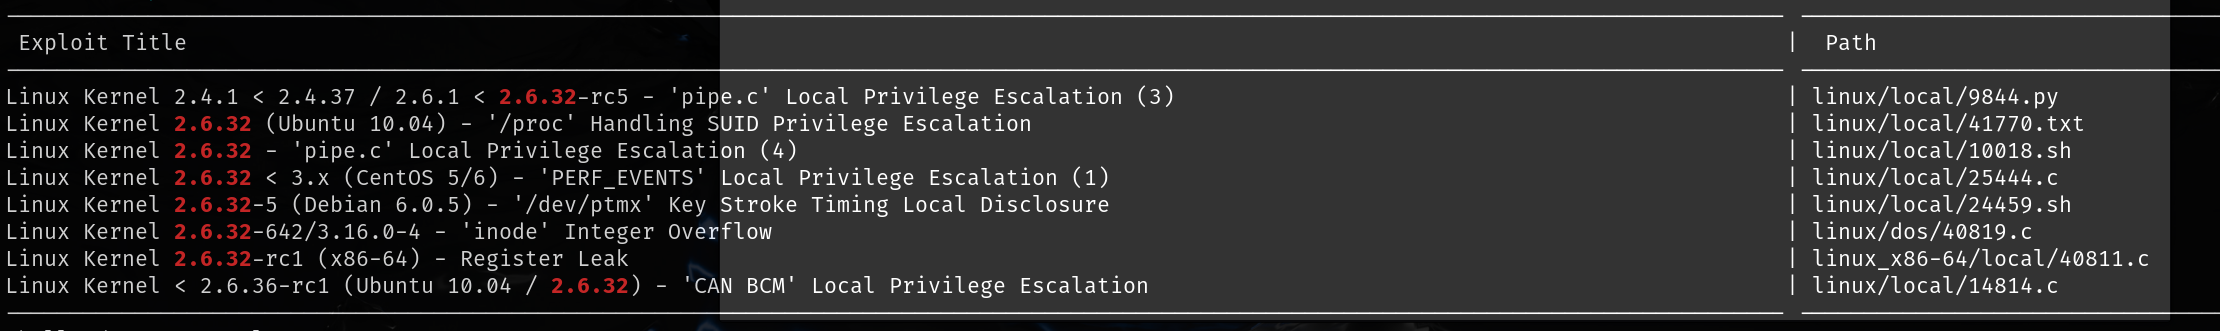 Exploit Title | Path
Linux Kernel 2.4.1 < 2.4.37 / 2.6.1 < 2.6.32-rc5 - 'pipe.c' Local Privilege Escalation (3) | linux/local/9844.py
Linux Kernel 2.6.32 (Ubuntu 10.04) - '/proc' Handling SUID Privilege Escalation | linux/local/41770.txt
Linux Kernel 2.6.32 - 'pipe.c' Local Privilege Escalation (4) | linux/local/10018.sh
Linux Kernel 2.6.32 < 3.x (CentOS 5/6) - 'PERF_EVENTS' Local Privilege Escalation (1) | linux/local/25444.c
Linux Kernel 2.6.32-5 (Debian 6.0.5) - '/dev/ptmx' Key Stroke Timing Local Disclosure | linux/local/24459.sh
Linux Kernel 2.6.32-642/3.16.0-4 - 'inode' Integer Overflow | linux/dos/40819.c
Linux Kernel 2.6.32-rc1 (x86-64) - Register Leak | linux_x86-64/local/40811.c
Linux Kernel < 2.6.36-rc1 (Ubuntu 10.04 / 2.6.32) - 'CAN BCM' Local Privilege Escalation | linux/local/14814.c